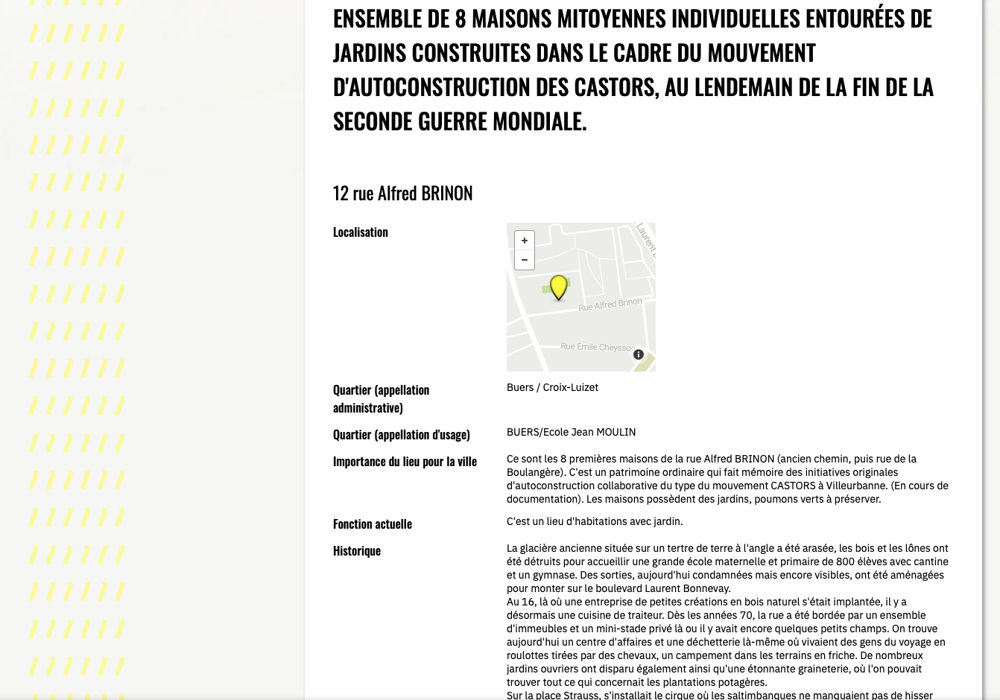 ENSEMBLE DE 8 MAISONS MITOYENNES INDIVIDUELLES ENTOURÉES DE
JARDINS CONSTRUITES DANS LE CADRE DU MOUVEMENT
D'AUTOCONSTRUCTION DES CASTORS, AU LENDEMAIN DE LA FIN DE LA
SECONDE GUERRE MONDIALE.
12 rue Alfred BRINON
Localisation
+
−
Laurent
Rue Alfred Brinon
Rue Émile Cheysson
i
Quartier (appellation
administrative)
Buers / Croix-Luizet
Quartier (appellation d'usage)
BUERS/Ecole Jean MOULIN
Importance du lieu pour la ville
Ce sont les 8 premières maisons de la rue Alfred BRINON (ancien chemin, puis rue de la
Boulangère). C'est un patrimoine ordinaire qui fait mémoire des initiatives originales
d'autoconstruction collaborative du type du mouvement CASTORS à Villeurbanne. (En cours de
documentation). Les maisons possèdent des jardins, poumons verts à préserver.
Fonction actuelle
C'est un lieu d'habitations avec jardin.
Historique
La glacière ancienne située sur un tertre de terre à l'angle a été arasée, les bois et les lônes ont
été détruits pour accueillir une grande école maternelle et primaire de 800 élèves avec cantine
et un gymnase. Des sorties, aujourd'hui condamnées mais encore visibles, ont été aménagées
pour monter sur le boulevard Laurent Bonnevay.
Au 16, là où une entreprise de petites créations en bois naturel s'était implantée, il y a
désormais une cuisine de traiteur. Dès les années 70, la rue a été bordée par un ensemble
d'immeubles et un mini-stade privé là ou il y avait encore quelques petits champs. On trouve
aujourd'hui un centre d'affaires et une déchetterie là-même où vivaient des gens du voyage en
roulottes tirées par des chevaux, un campement dans les terrains en friche. De nombreux
jardins ouvriers ont disparu également ainsi qu'une étonnante graineterie, où l'on pouvait
trouver tout ce qui concernait les plantations potagères.
Sur la place Strauss, s'installait le cirque où les saltimbanques ne manquaient pas de hisser